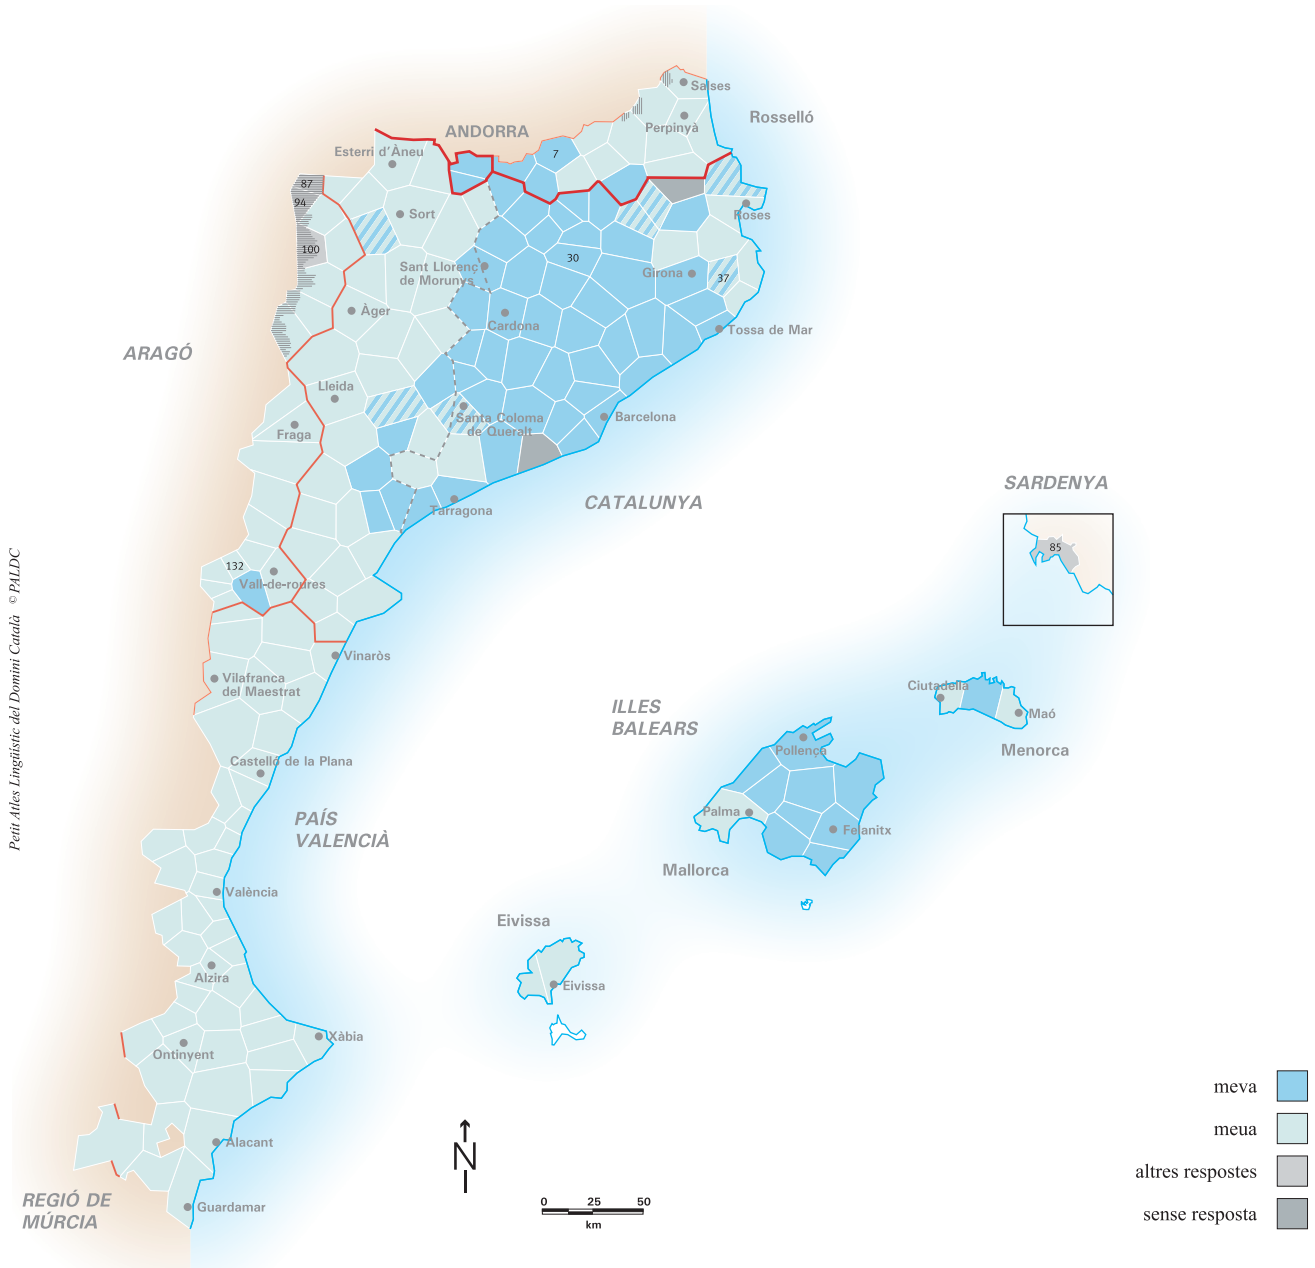 Salses
Rosselló
Perpinyà
ANDORRA
Esterri d'Àneu
7
87
94
Sort
Roses
100
30
Sant Llorenç
de Morunys
Girona
37
Àger
Cardona
Tossa de Mar
ARAGÓ
Lleida
Santa Coloma
de Queralt
Barcelona
Fraga
SARDENYA
CATALUNYA
Tarragona
85
132
Vall-de-roures
Vinaròs
Vilafranca
del Maestrat
Ciutadella
Maó
Menorca
ILLES
BALEARS
Pollença
Castelló de la Plana
PAÍS
VALENCIÀ
Palma
Felanitx
Mallorca
València
Eivissa
Alzira
Eivissa
Xàbia
Ontinyent
meva
meua
altres respostes
sense resposta
Alacant
N
REGIÓ DE
MÚRCIA
Guardamar
0 25 50
km
Petit Atles Lingüístic del Domini Català © PALDC